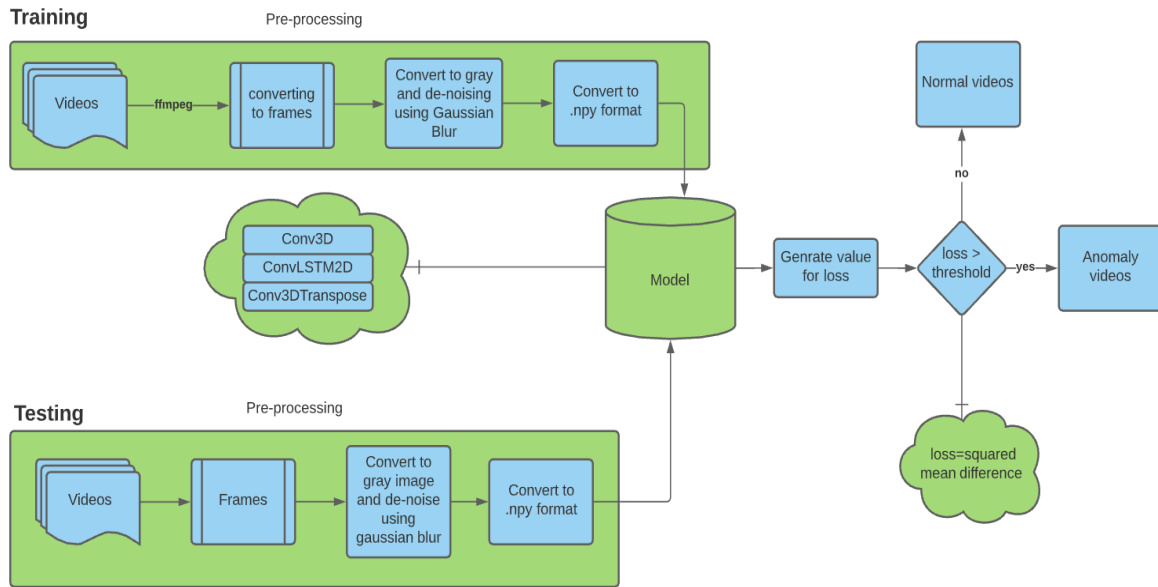 Training
Pre-processing
Videos
ffmpeg
converting
to frames
Convert to gray
and de-noising
using Gaussian
Blur
Convert to
.npy format
Conv3D
ConvLSTM2D
Conv3DTranspose
Model
Genrate value
for loss
loss >
threshold
no
Normal videos
yes
Anomaly
videos
loss=squared
mean difference
Testing
Pre-processing
Videos
Frames
Convert to
gray image
and de-noise
using
gaussian blur
Convert to
.npy format